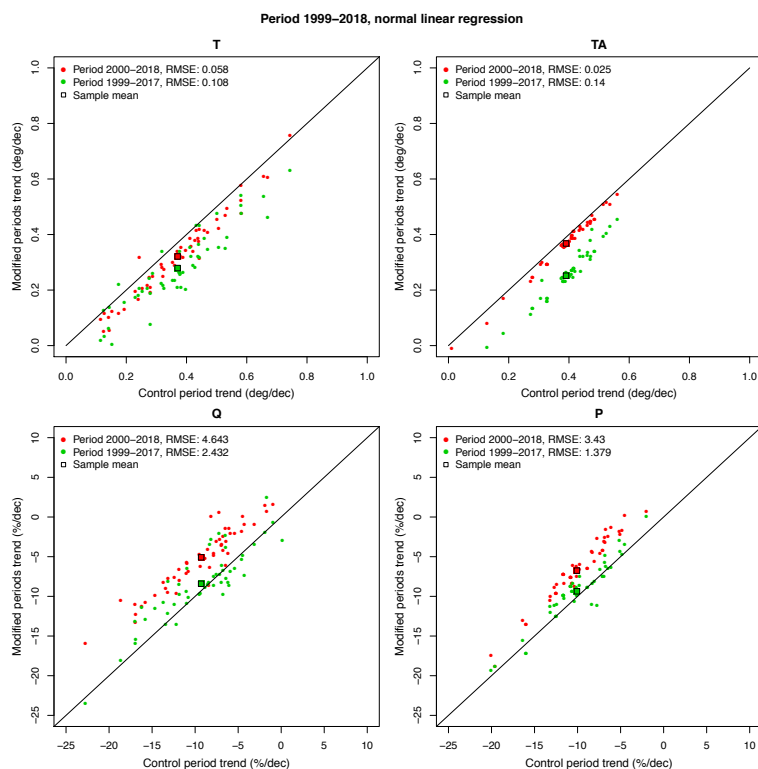 Period 1999−2018, normal linear regression
T
Period 2000−2018, RMSE: 0.058
Period 1999−2017, RMSE: 0.108
Sample mean
Modified periods trend (deg/dec)
0.0 0.2 0.4 0.6 0.8 1.0
0.0 0.2 0.4 0.6 0.8 1.0
Control period trend (deg/dec)
TA
Period 2000−2018, RMSE: 0.025
Period 1999−2017, RMSE: 0.14
Sample mean
Modified periods trend (deg/dec)
0.0 0.2 0.4 0.6 0.8 1.0
0.0 0.2 0.4 0.6 0.8 1.0
Control period trend (deg/dec)
Q
Period 2000−2018, RMSE: 4.643
Period 1999−2017, RMSE: 2.432
Sample mean
Modified periods trend (%/dec)
−25 −20 −15 −10 −5 0 5 10
−25 −20 −15 −10 −5 0 5 10
Control period trend (%/dec)
P
Period 2000−2018, RMSE: 3.43
Period 1999−2017, RMSE: 1.379
Sample mean
Modified periods trend (%/dec)
−25 −20 −15 −10 −5 0 5 10
−25 −20 −15 −10 −5 0 5 10
Control period trend (%/dec)